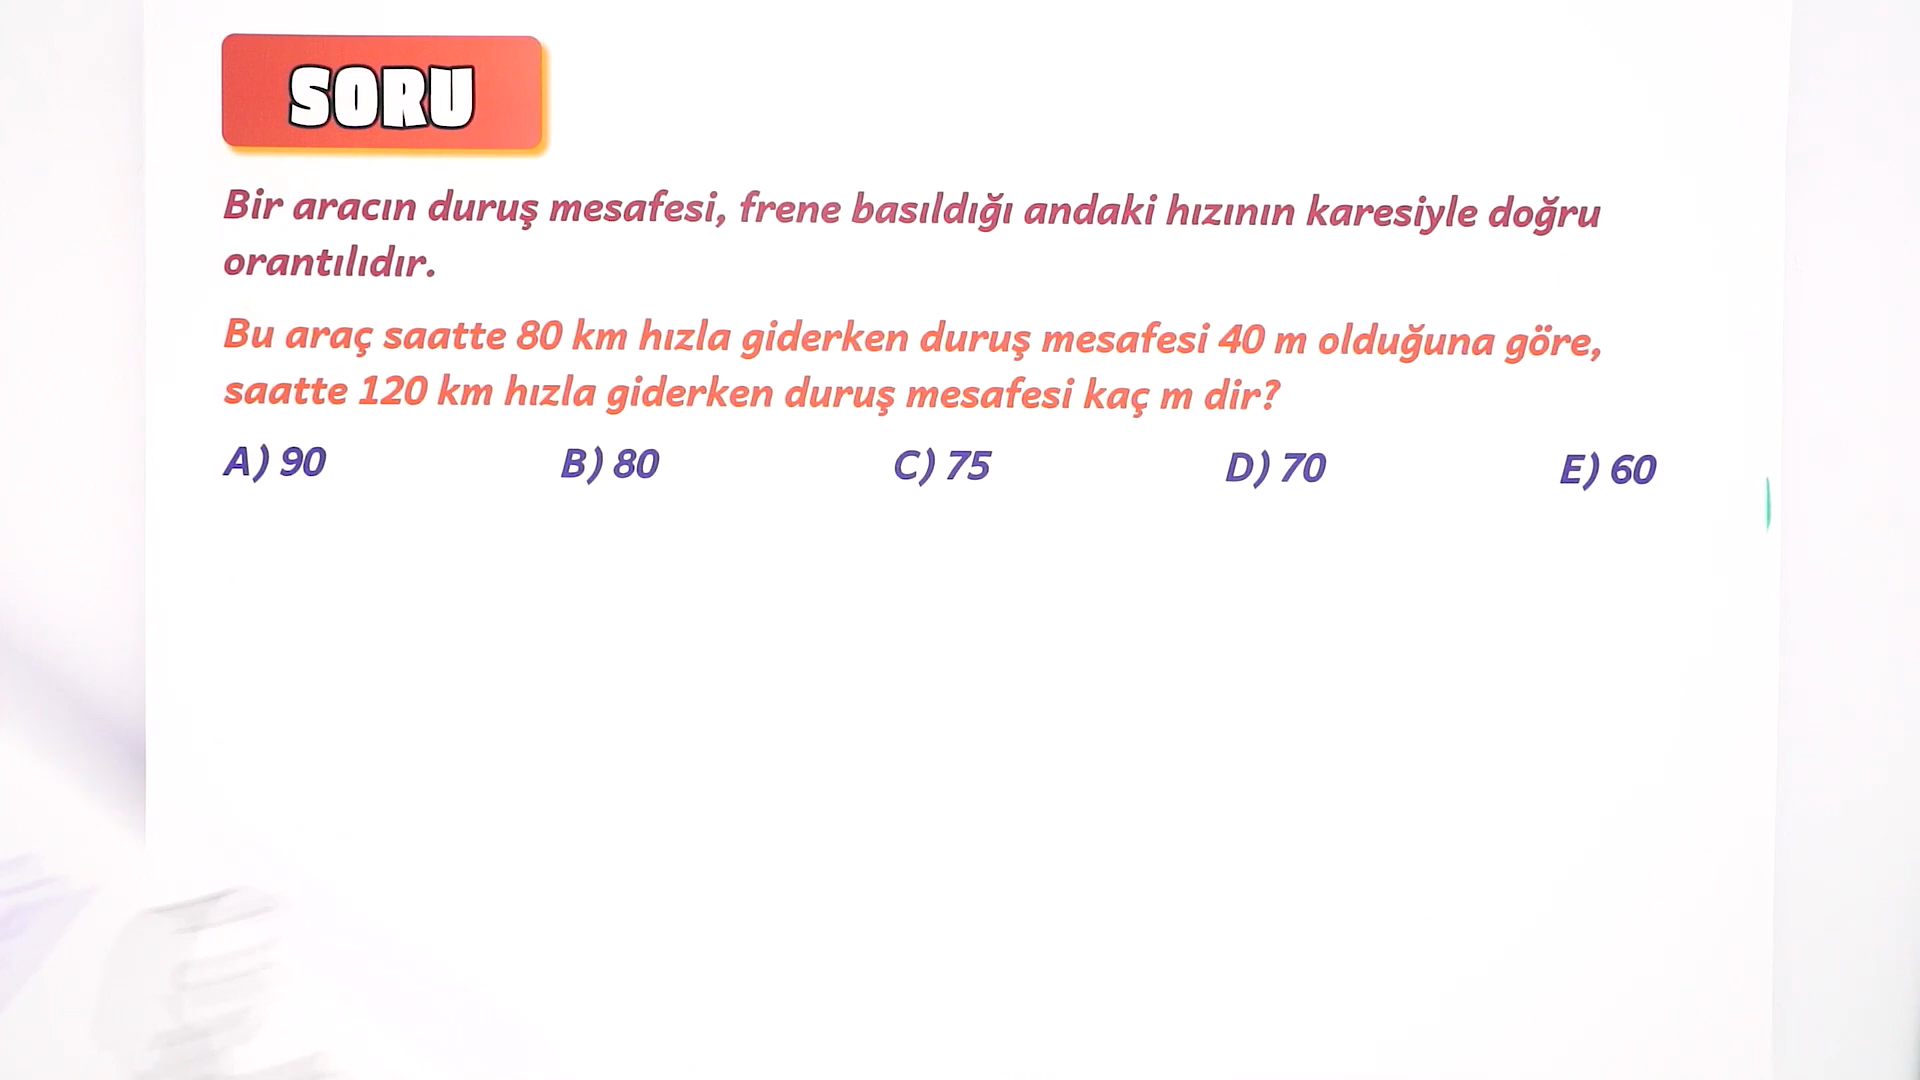 SORU
Bir aracın duruş mesafesi, frene basıldığı andaki hızının karesiyle doğru
orantılıdır.
Bu araç saatte 80 km hızla giderken duruş mesafesi 40 m olduğuna göre,
saatte 120 km hızla giderken duruş mesafesi kaç m dir?
A) 90 B) 80 C) 75 D) 70 E) 60